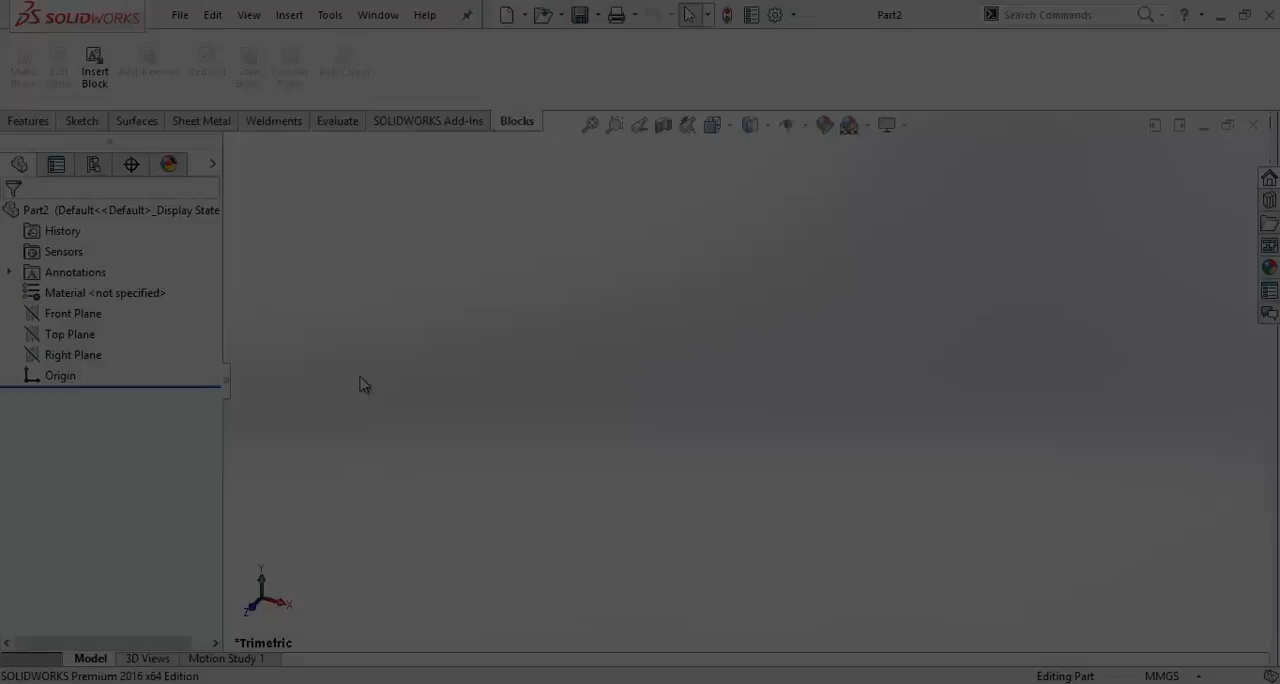 SOLIDWORKS File Edit View Insert Tools Window Help Part2 Search Commands ?
Insert Block
Features Sketch Surfaces Sheet Metal Weldments Evaluate SOLIDWORKS Add-Ins Blocks
Part2 (Default<<Default>_Display State
History
Sensors
Annotations
Material <not specified>
Front Plane
Top Plane
Right Plane
Origin
Y
X
Z
*Trimetric
Model 3D Views Motion Study 1
SOLIDWORKS Premium 2016 x64 Edition Editing Part MMGS